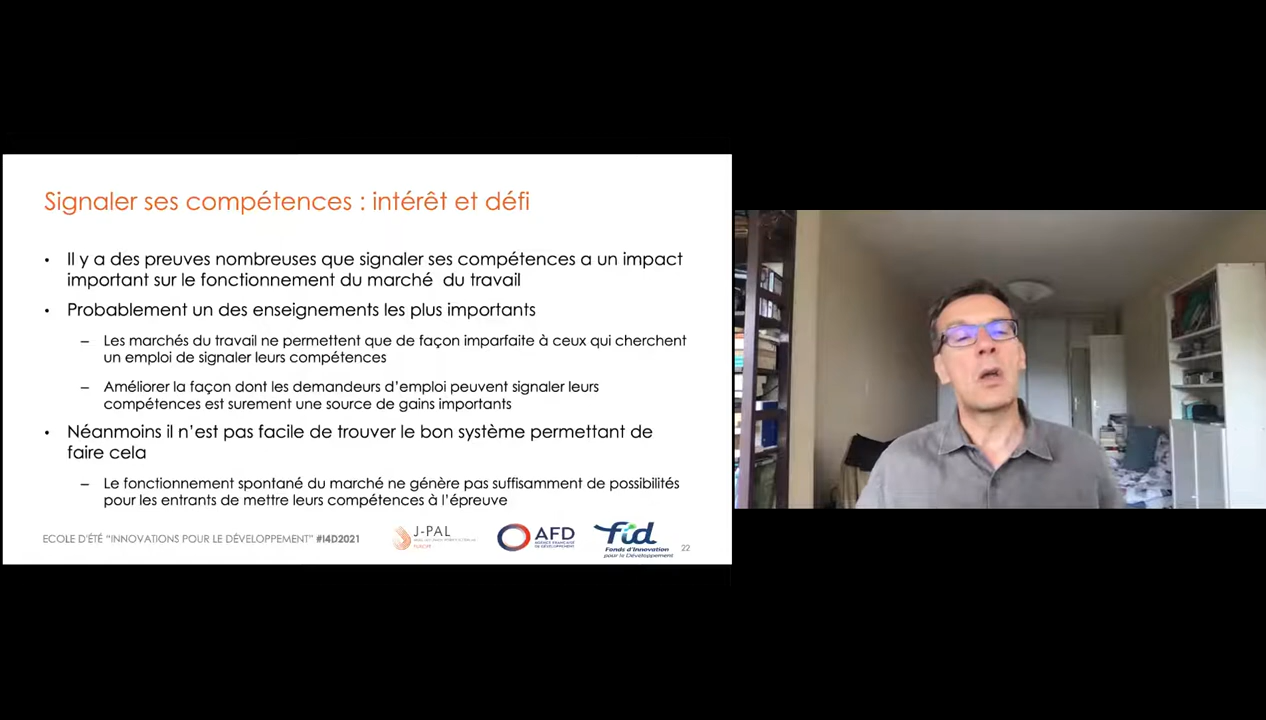 Signaler ses compétences : intérêt et défi
• Il y a des preuves nombreuses que signaler ses compétences a un impact
important sur le fonctionnement du marché du travail
• Probablement un des enseignements les plus importants
– Les marchés du travail ne permettent que de façon imparfaite à ceux qui cherchent
un emploi de signaler leurs compétences
– Améliorer la façon dont les demandeurs d'emploi peuvent signaler leurs
compétences est surement une source de gains importants
• Néanmoins il n'est pas facile de trouver le bon système permettant de
faire cela
– Le fonctionnement spontané du marché ne génère pas suffisamment de possibilités
pour les entrants de mettre leurs compétences à l'épreuve
ECOLE D'ÉTÉ "INNOVATIONS POUR LE DÉVELOPPEMENT" #I4D2021
J-PAL
EUROPE
AFD
AGENCE FRANÇAISE
DE DÉVELOPPEMENT
fid
Fonds d'Innovation
pour le Développement
22